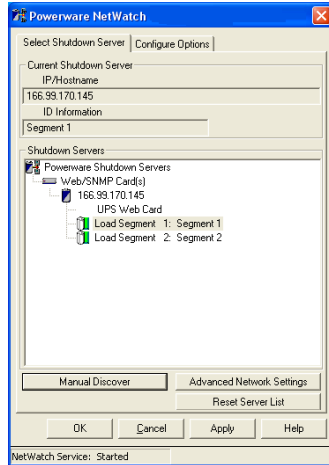 Powerware NetWatch
Select Shutdown Server Configure Options
Current Shutdown Server
IP/Hostname
166.99.170.145
ID Information
Segment 1
Shutdown Servers
Powerware Shutdown Servers
Web/SNMP Card(s)
166.99.170.145
UPS Web Card
Load Segment 1: Segment 1
Load Segment 2: Segment 2
Manual Discover Advanced Network Settings
Reset Server List
OK Cancel Apply Help
NetWatch Service: Started